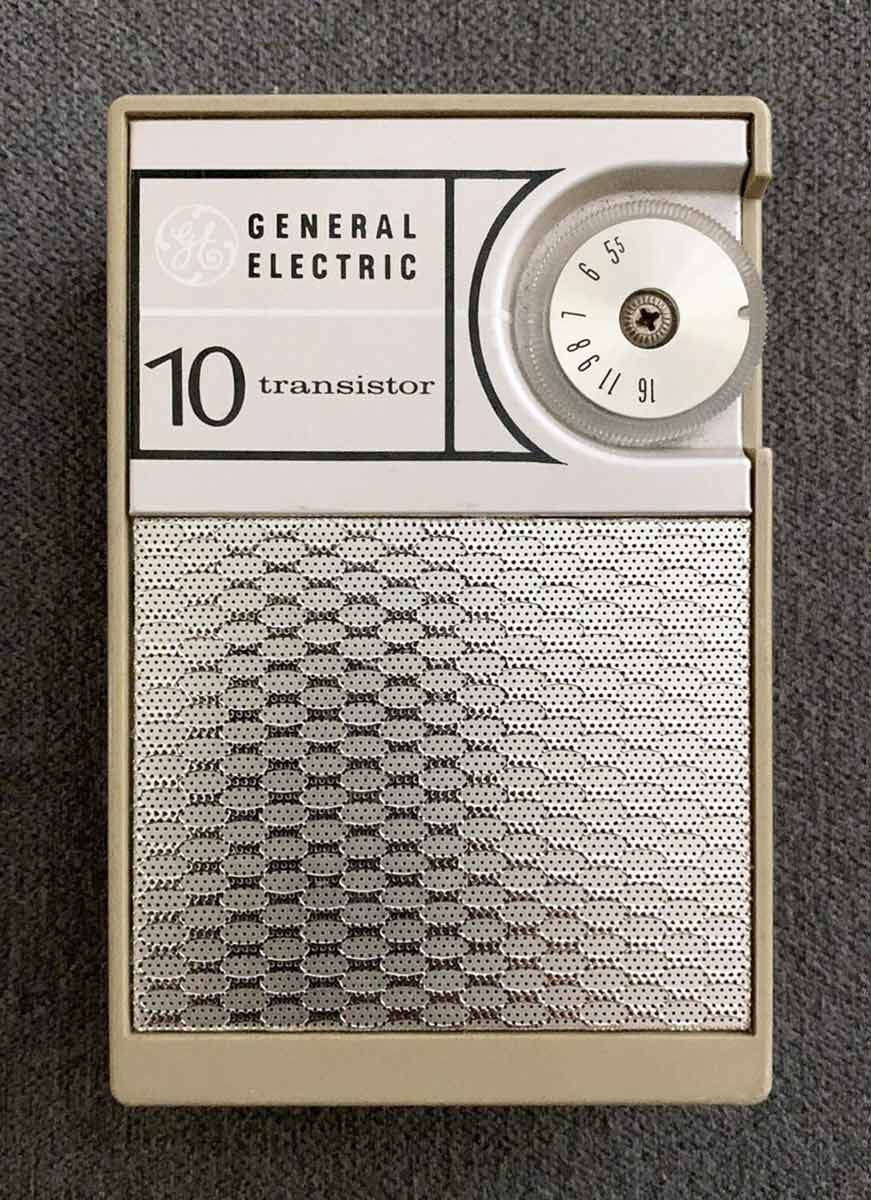 GE GENERAL
ELECTRIC
10 transistor
55
6
7
8
9
11
16